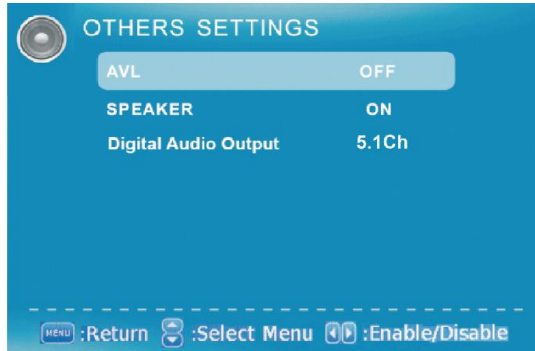 OTHERS SETTINGS
AVL OFF
SPEAKER ON
Digital Audio Output 5.1Ch
MENU :Return :Select Menu :Enable/Disable